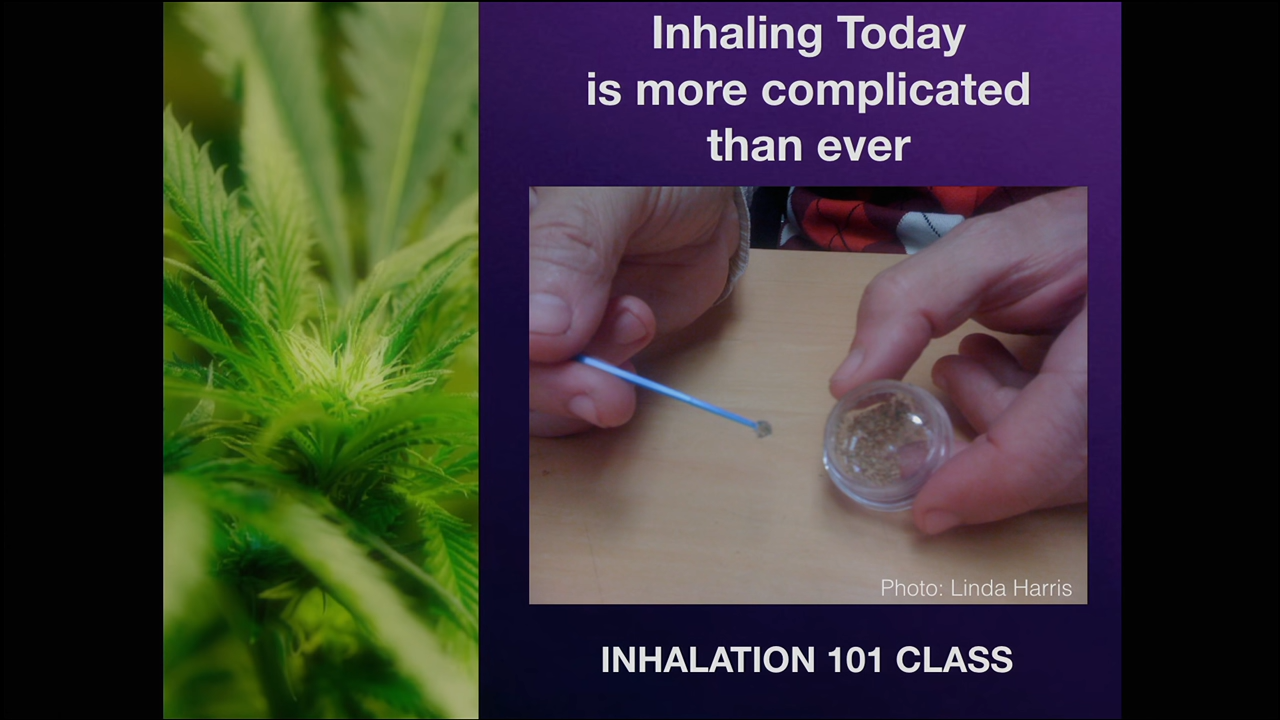 Inhaling Today
is more complicated
than ever
Photo: Linda Harris
INHALATION 101 CLASS